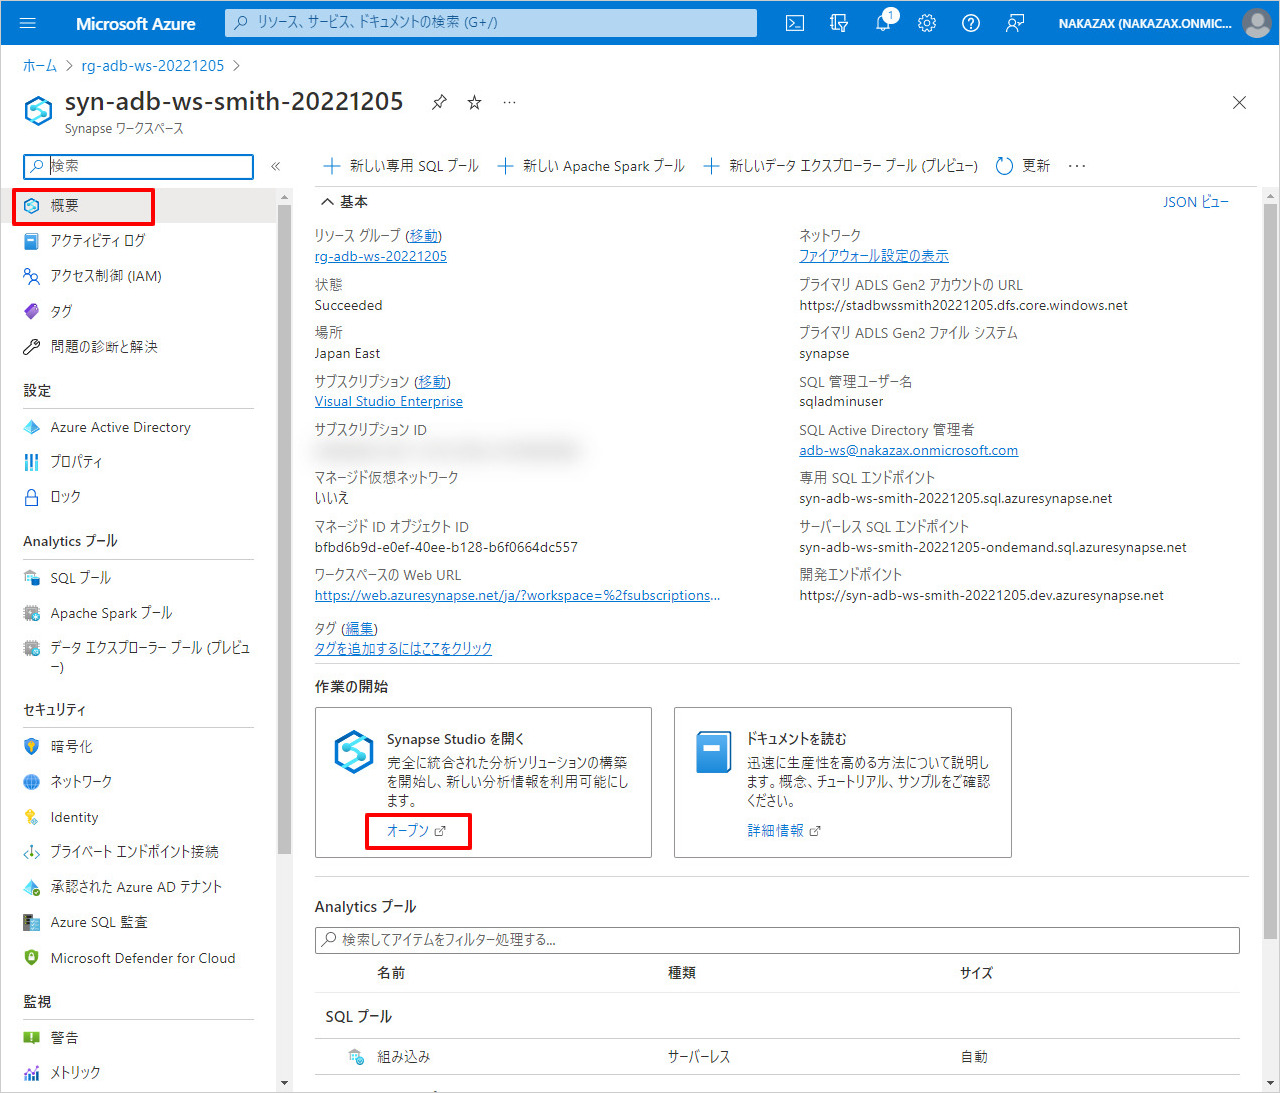 Microsoft Azure
リソース、サービス、ドキュメントの検索 (G+/)
1
NAKAZAX (NAKAZAX.ONMIC...
ホーム > rg-adb-ws-20221205 >
syn-adb-ws-smith-20221205
Synapse ワークスペース
検索
«
新しい専用 SQL プール
新しい Apache Spark プール
新しいデータ エクスプローラー プール (プレビュー)
更新
概要
アクティビティ ログ
アクセス制御 (IAM)
タグ
問題の診断と解決
設定
Azure Active Directory
プロパティ
ロック
Analytics プール
SQL プール
Apache Spark プール
データ エクスプローラー プール (プレビュ
ー)
セキュリティ
暗号化
ネットワーク
Identity
プライベート エンドポイント接続
承認された Azure AD テナント
Azure SQL 監査
Microsoft Defender for Cloud
監視
警告
メトリック
基本
JSON ビュー
リソース グループ (移動)
rg-adb-ws-20221205
状態
Succeeded
場所
Japan East
サブスクリプション (移動)
Visual Studio Enterprise
サブスクリプション ID
マネージド仮想ネットワーク
いいえ
マネージド ID オブジェクト ID
bfbd6b9d-e0ef-40ee-b128-b6f0664dc557
ワークスペースの Web URL
https://web.azuresynapse.net/ja/?workspace=%2fsubscriptions...
ネットワーク
ファイアウォール設定の表示
プライマリ ADLS Gen2 アカウントの URL
https://stadbwssmith20221205.dfs.core.windows.net
プライマリ ADLS Gen2 ファイル システム
synapse
SQL 管理ユーザー名
sqladminuser
SQL Active Directory 管理者
adb-ws@nakazax.onmicrosoft.com
専用 SQL エンドポイント
syn-adb-ws-smith-20221205.sql.azuresynapse.net
サーバーレス SQL エンドポイント
syn-adb-ws-smith-20221205-ondemand.sql.azuresynapse.net
開発エンドポイント
https://syn-adb-ws-smith-20221205.dev.azuresynapse.net
タグ (編集)
タグを追加するにはここをクリック
作業の開始
Synapse Studio を開く
完全に統合された分析ソリューションの構築
を開始し、新しい分析情報を利用可能にし
ます。
オープン
ドキュメントを読む
迅速に生産性を高める方法について説明し
ます。概念、チュートリアル、サンプルをご確認
ください。
詳細情報
Analytics プール
検索してアイテムをフィルター処理する...
名前 種類 サイズ
SQL プール
組み込み サーバーレス 自動